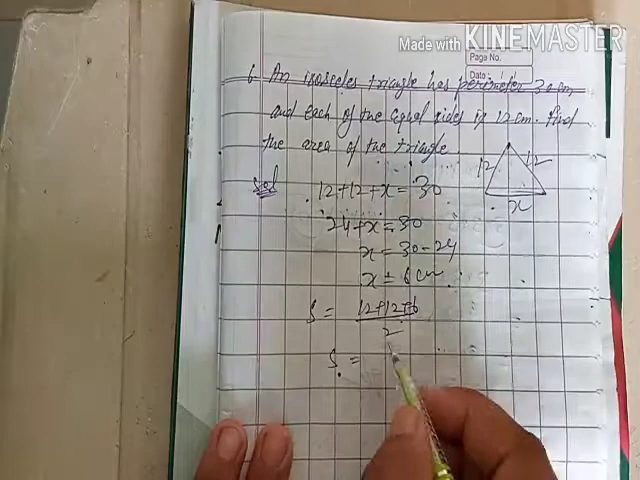 Made with KINEMASTER
Page No.
Date
6. An isosceles triangle has perimeter 30 cm
and each of the equal sides is 12 cm. Find
the area of the triangle.
12 12
x
Sol 12+12+x=30
24+x=30
x=30-24
x=6cm
S = 12+12+6
2
S =